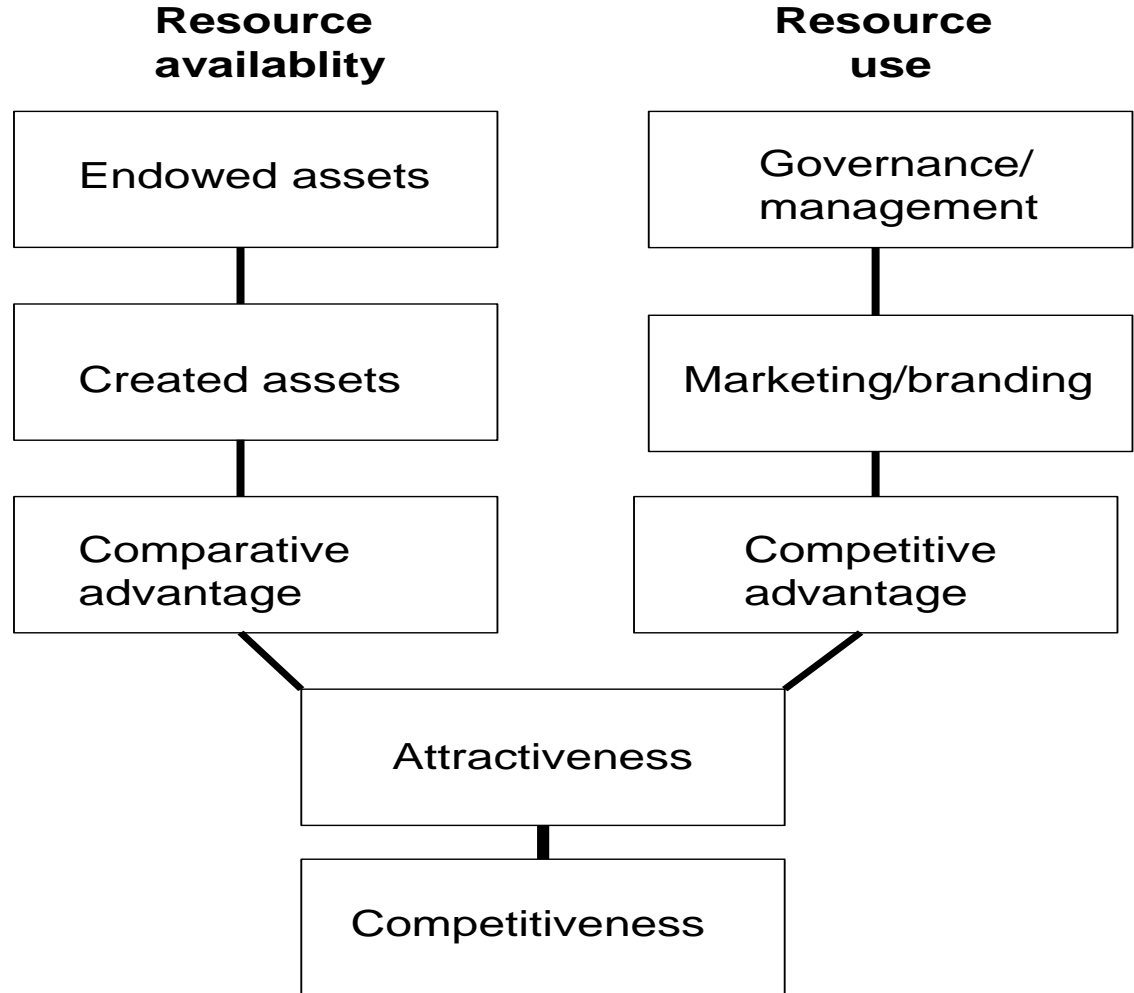 Resource
availablity
Resource
use
Endowed assets
Governance/
management
Created assets
Marketing/branding
Comparative
advantage
Competitive
advantage
Attractiveness
Competitiveness